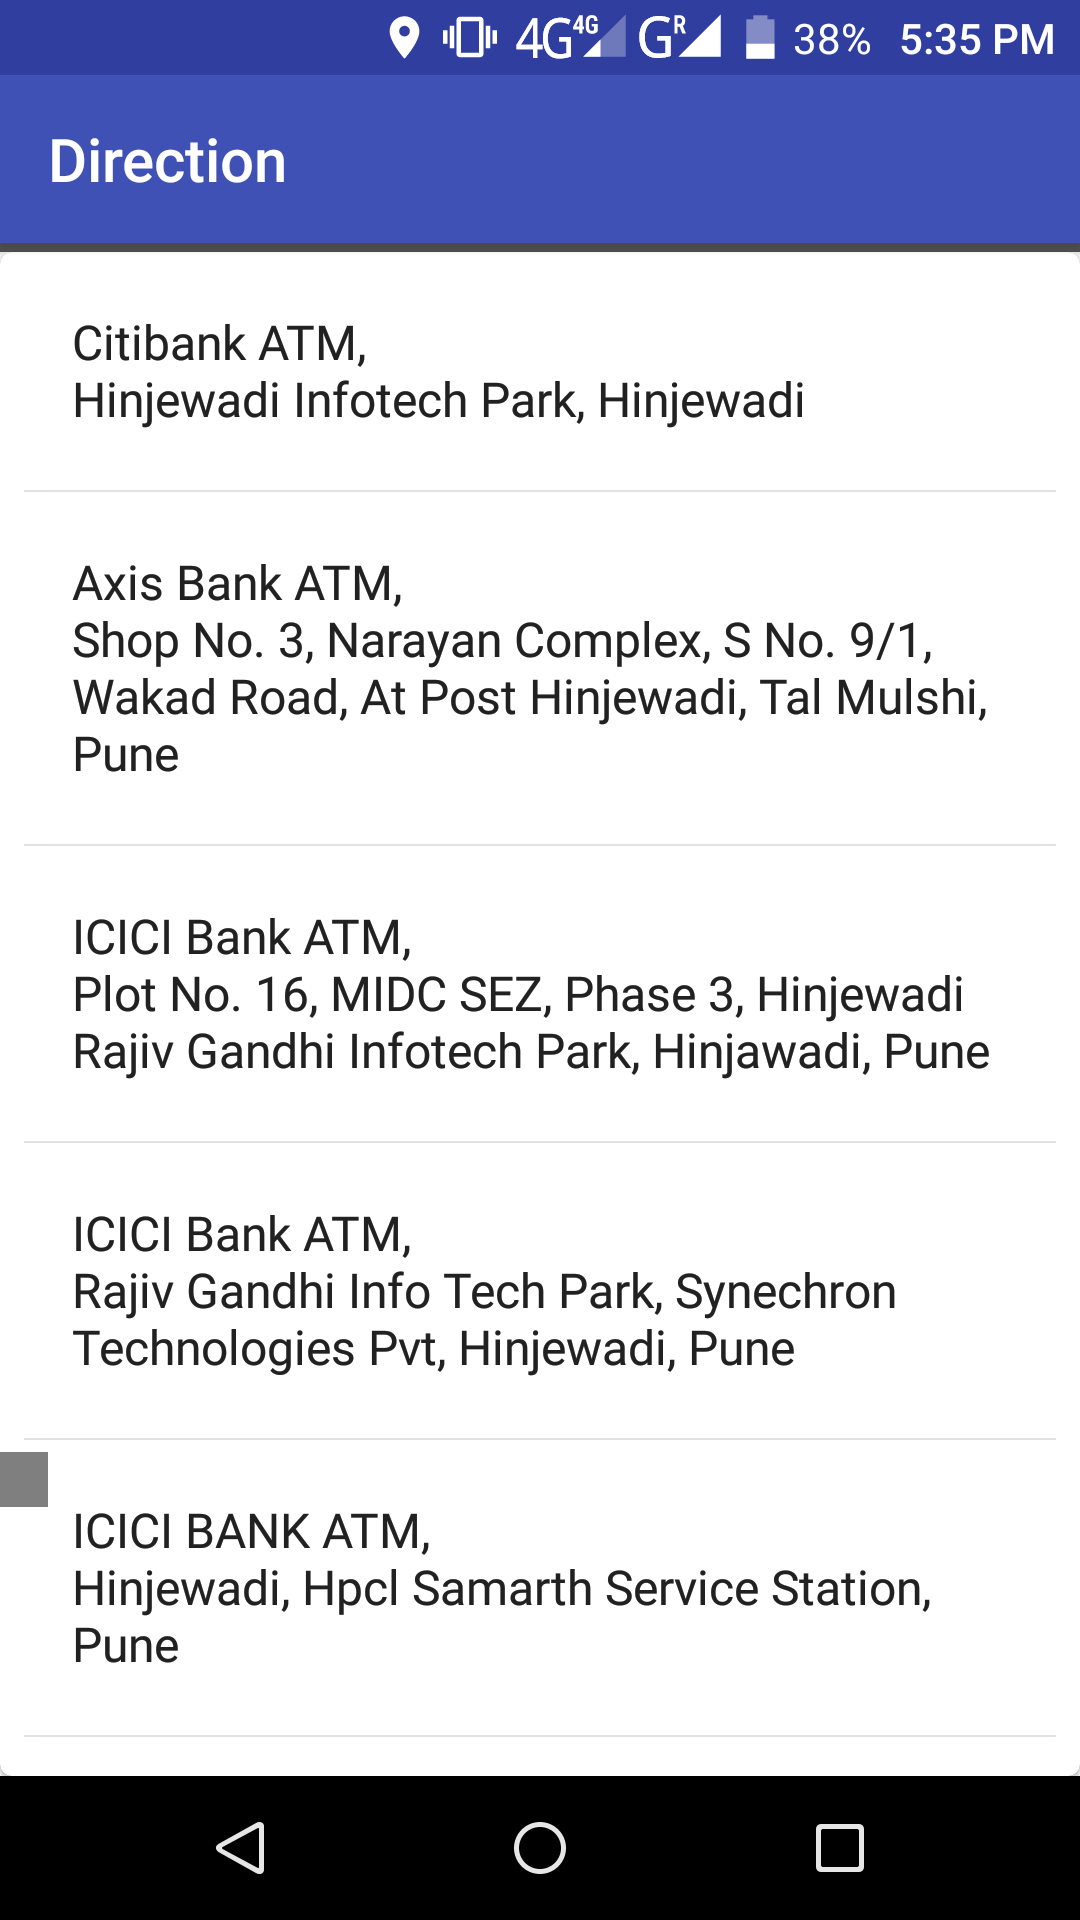 4G 4G G R 38% 5:35 PM
Direction
Citibank ATM,
Hinjewadi Infotech Park, Hinjewadi
Axis Bank ATM,
Shop No. 3, Narayan Complex, S No. 9/1,
Wakad Road, At Post Hinjewadi, Tal Mulshi,
Pune
ICICI Bank ATM,
Plot No. 16, MIDC SEZ, Phase 3, Hinjewadi
Rajiv Gandhi Infotech Park, Hinjawadi, Pune
ICICI Bank ATM,
Rajiv Gandhi Info Tech Park, Synechron
Technologies Pvt, Hinjewadi, Pune
ICICI BANK ATM,
Hinjewadi, Hpcl Samarth Service Station,
Pune